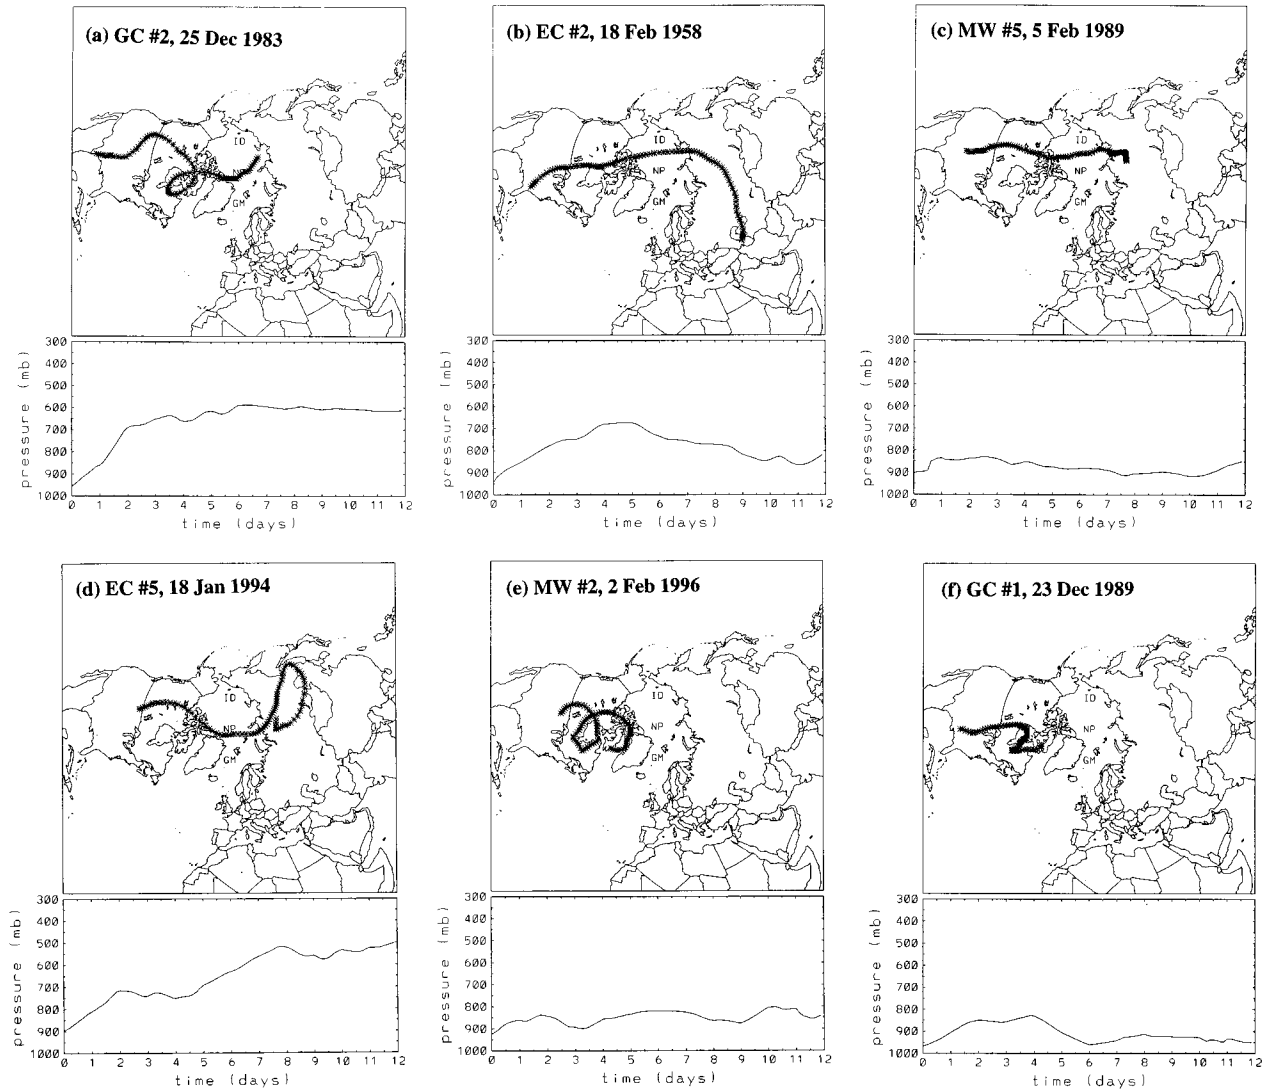 (a) GC #2, 25 Dec 1983
ID
GM
300
400
500
600
700
800
900
1000
pressure (mb)
0 1 2 3 4 5 6 7 8 9 10 11 12
time (days)
(b) EC #2, 18 Feb 1958
ID
NP
GM
300
400
500
600
700
800
900
1000
pressure (mb)
0 1 2 3 4 5 6 7 8 9 10 11 12
time (days)
(c) MW #5, 5 Feb 1989
ID
NP
GM
300
400
500
600
700
800
900
1000
pressure (mb)
0 1 2 3 4 5 6 7 8 9 10 11 12
time (days)
(d) EC #5, 18 Jan 1994
ID
NP
GM
300
400
500
600
700
800
900
1000
pressure (mb)
0 1 2 3 4 5 6 7 8 9 10 11 12
time (days)
(e) MW #2, 2 Feb 1996
ID
NP
GM
300
400
500
600
700
800
900
1000
pressure (mb)
0 1 2 3 4 5 6 7 8 9 10 11 12
time (days)
(f) GC #1, 23 Dec 1989
ID
NP
GM
300
400
500
600
700
800
900
1000
pressure (mb)
0 1 2 3 4 5 6 7 8 9 10 11 12
time (days)